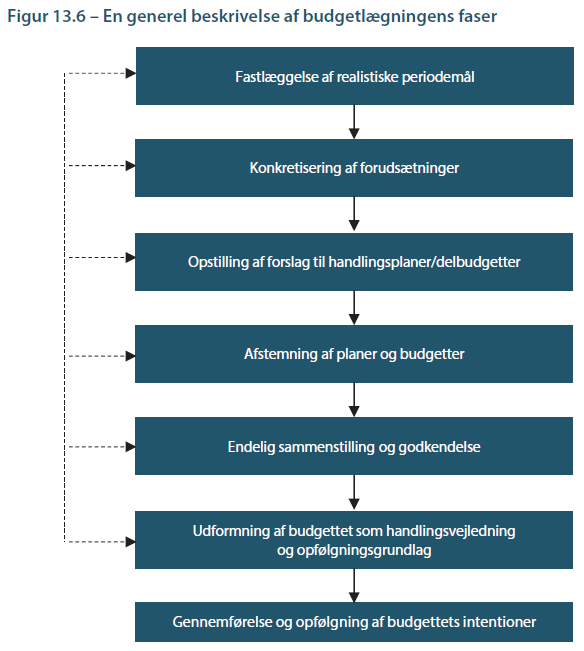 Figur 13.6 – En generel beskrivelse af budgetlægningens faser
Fastlæggelse af realistiske periodemål
Konkretisering af forudsætninger
Opstilling af forslag til handlingsplaner/delbudgetter
Afstemning af planer og budgetter
Endelig sammenstilling og godkendelse
Udformning af budgettet som handlingsvejledning
og opfølgningsgrundlag
Gennemførelse og opfølgning af budgettets intentioner